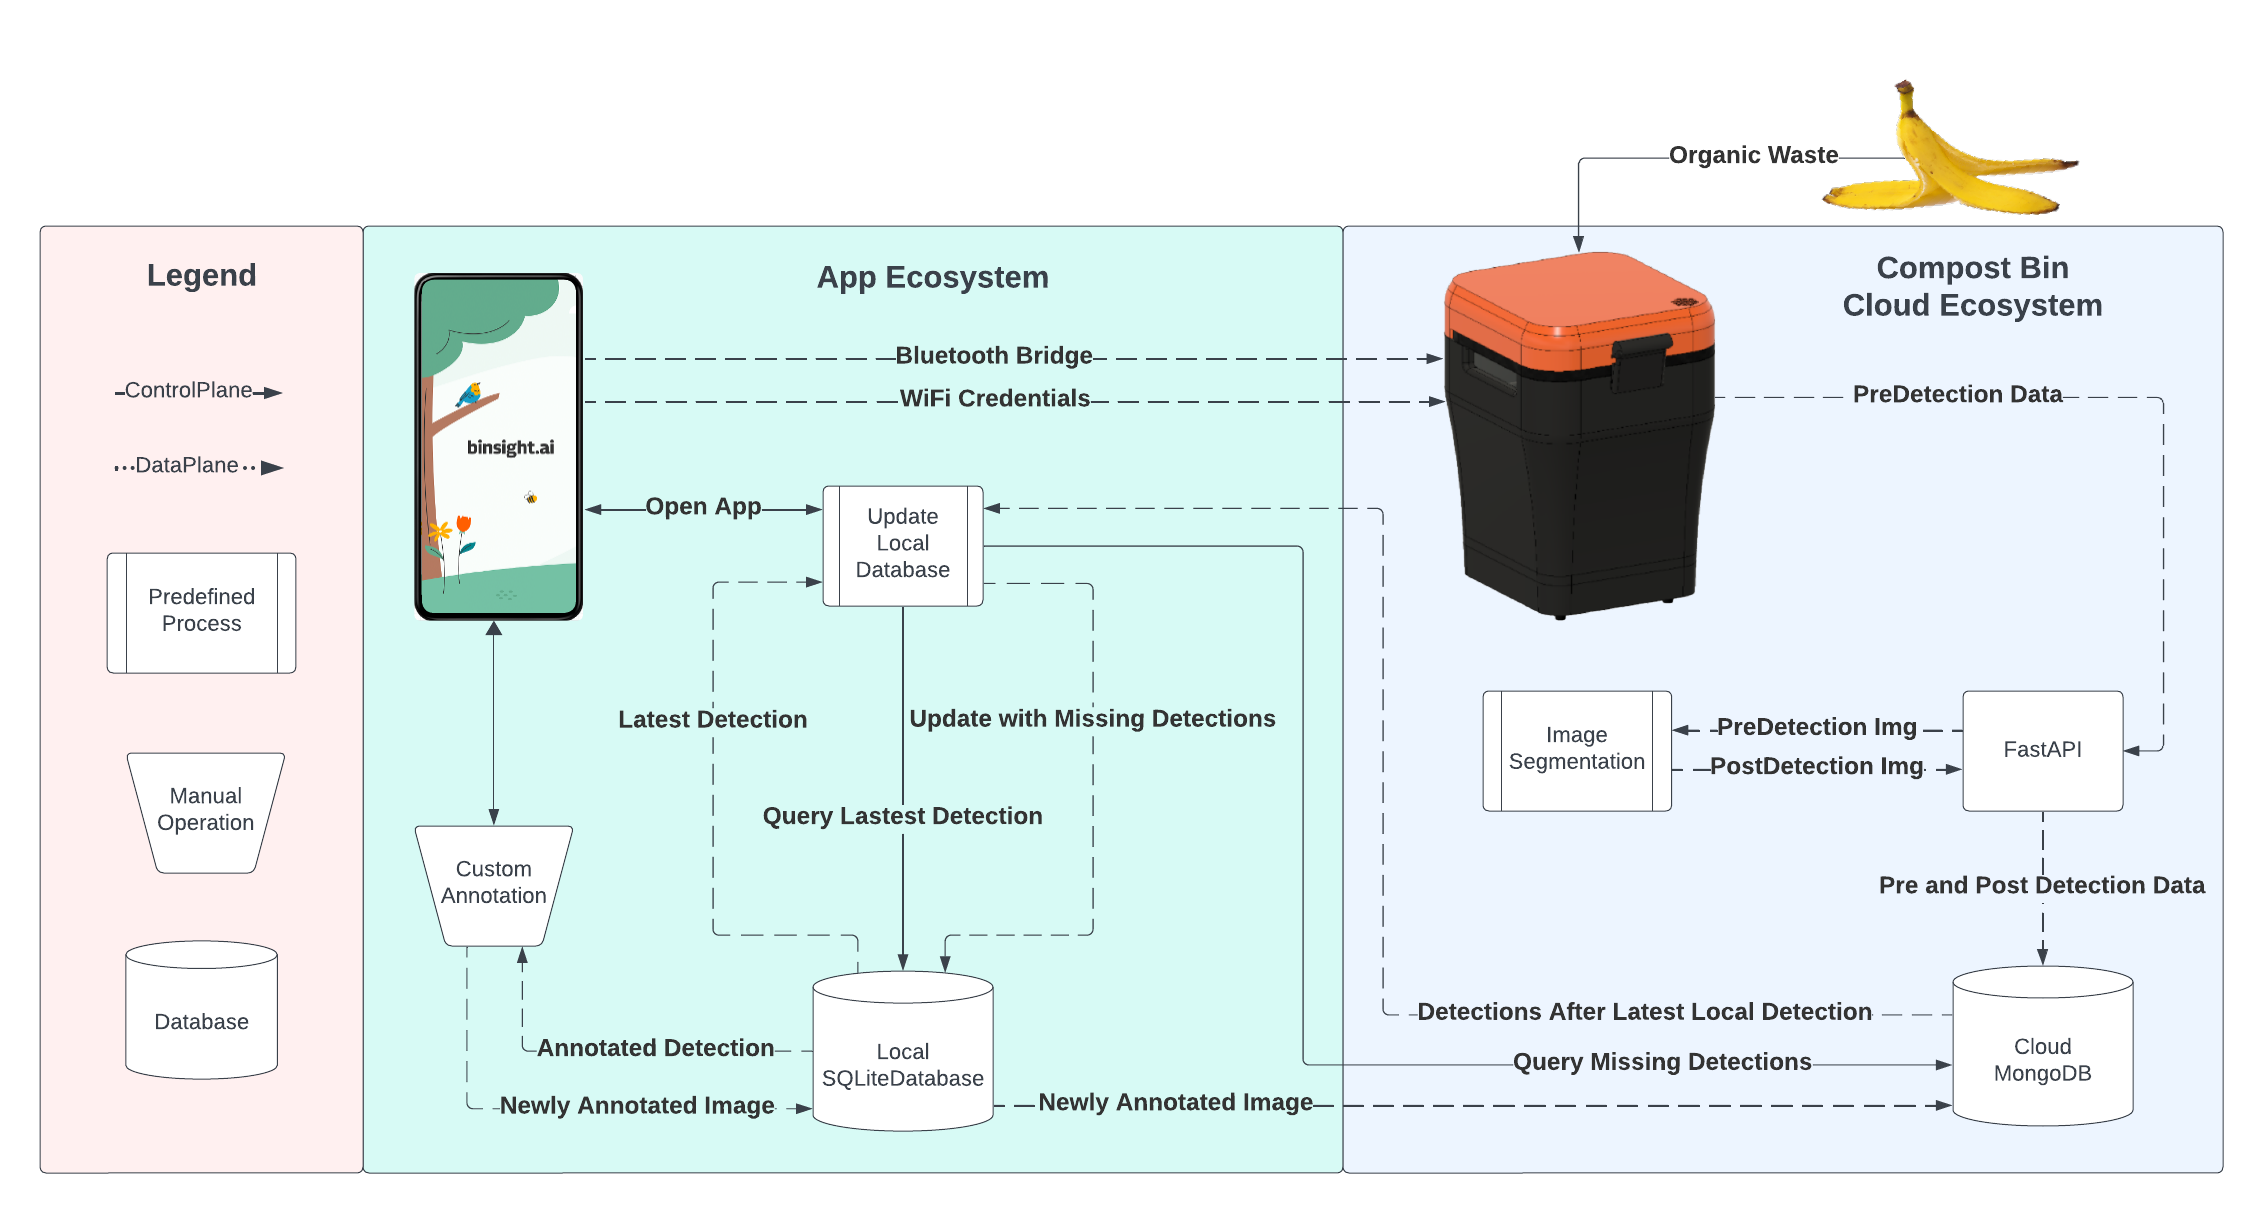 Organic Waste
Legend
ControlPlane
DataPlane
Predefined
Process
Manual
Operation
Database
App Ecosystem
binsight.ai
Bluetooth Bridge
WiFi Credentials
Open App
Update
Local
Database
Latest Detection
Update with Missing Detections
Query Lastest Detection
Custom
Annotation
Annotated Detection
Newly Annotated Image
Local
SQLiteDatabase
Newly Annotated Image
Compost Bin
Cloud Ecosystem
PreDetection Data
Image
Segmentation
PreDetection Img
PostDetection Img
FastAPI
Pre and Post Detection Data
Detections After Latest Local Detection
Query Missing Detections
Cloud
MongoDB